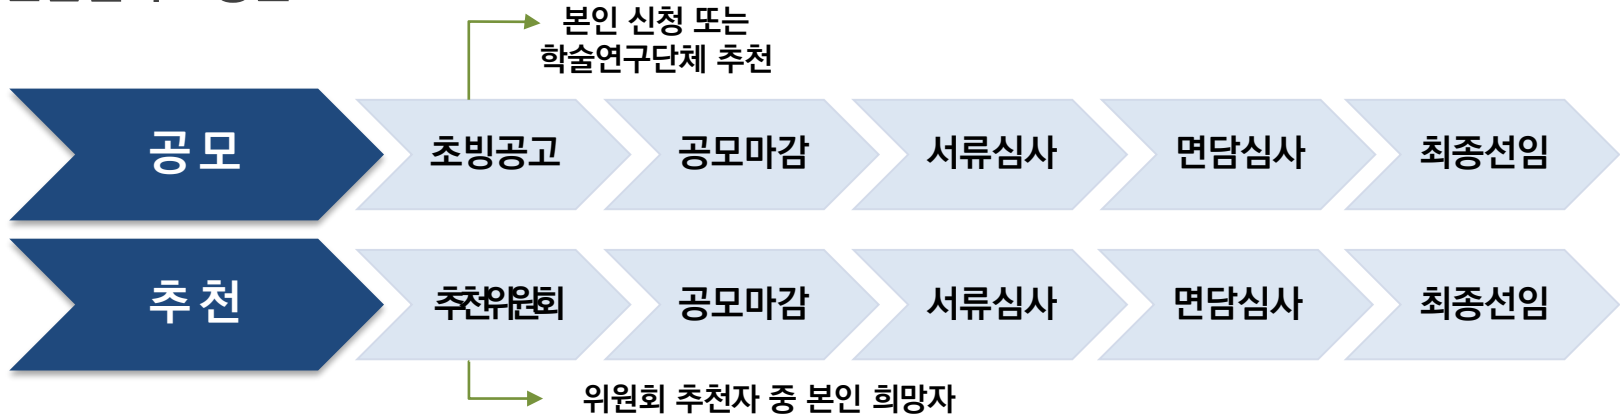 본인 신청 또는
학술연구단체 추천
공모 초빙공고 공모마감 서류심사 면담심사 최종선임
추천 추천위원회 공모마감 서류심사 면담심사 최종선임
위원회 추천자 중 본인 희망자